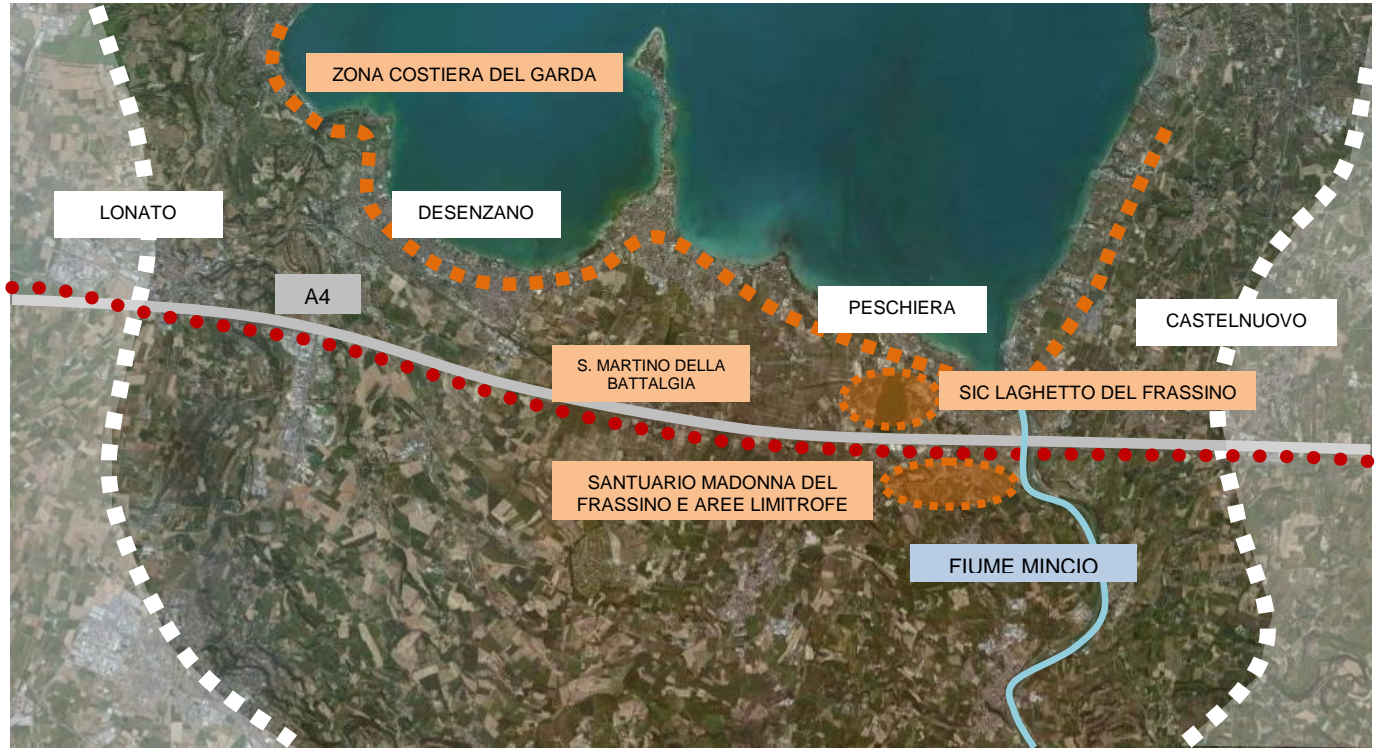 ZONA COSTIERA DEL GARDA
LONATO
DESENZANO
A4
PESCHIERA
CASTELNUOVO
S. MARTINO DELLA
BATTALGIA
SIC LAGHETTO DEL FRASSINO
SANTUARIO MADONNA DEL
FRASSINO E AREE LIMITROFE
FIUME MINCIO